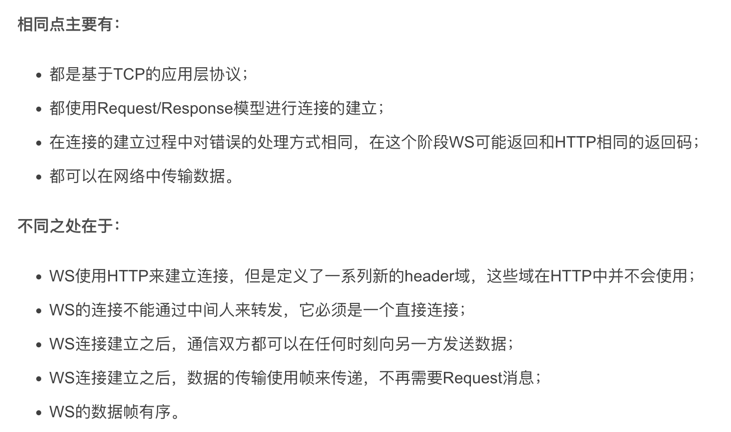 相同点主要有：
都是基于TCP的应用层协议；
都使用Request/Response模型进行连接的建立；
在连接的建立过程中对错误的处理方式相同，在这个阶段WS可能返回和HTTP相同的返回码；
都可以在网络中传输数据。
不同之处在于：
WS使用HTTP来建立连接，但是定义了一系列新的header域，这些域在HTTP中并不会使用；
WS的连接不能通过中间人来转发，它必须是一个直接连接；
WS连接建立之后，通信双方都可以在任何时刻向另一方发送数据；
WS连接建立之后，数据的传输使用帧来传递，不再需要Request消息；
WS的数据帧有序。